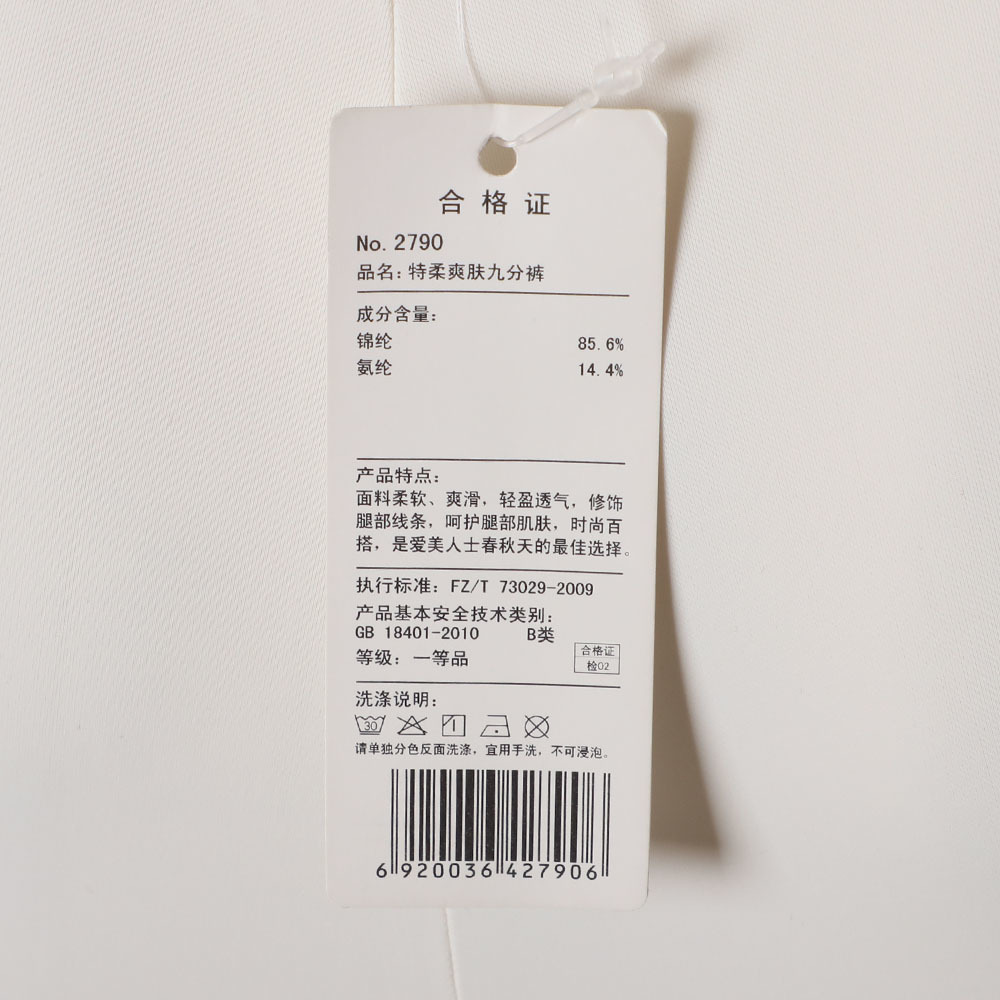 合格证
No. 2790
品名：特柔爽肤九分裤
成分含量：
锦纶 85.6%
氨纶 14.4%
产品特点：
面料柔软、爽滑，轻盈透气，修饰
腿部线条，呵护腿部肌肤，时尚百
搭，是爱美人士春秋天的最佳选择。
执行标准：FZ/T 73029-2009
产品基本安全技术类别：
GB 18401-2010 B类
等级：一等品
合格证
检02
洗涤说明：
30
请单独分色反面洗涤，宜用手洗，不可浸泡。
6 920036 427906